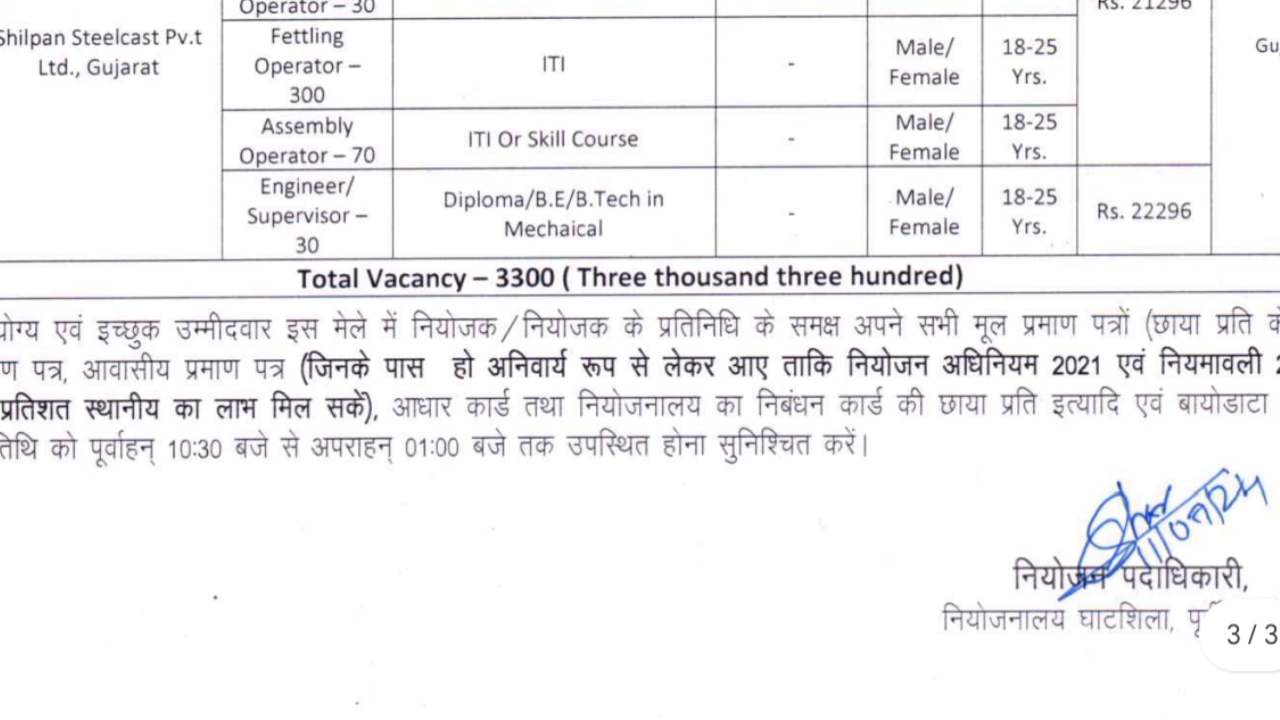 Operator – 30
Rs. 21296
Shilpan Steelcast Pv.t
Ltd., Gujarat
Fettling
Operator –
300
ITI
-
Male/
Female
18-25
Yrs.
Assembly
Operator – 70
ITI Or Skill Course
-
Male/
Female
18-25
Yrs.
Engineer/
Supervisor –
30
Diploma/B.E/B.Tech in
Mechaical
-
Male/
Female
18-25
Yrs.
Rs. 22296
Total Vacancy – 3300 ( Three thousand three hundred)
एवं इच्छुक उम्मीदवार इस मेले में नियोजक/नियोजक के प्रतिनिधि के समक्ष अपने सभी मूल प्रमाण पत्रों (छाया प्रति
पत्र, आवासीय प्रमाण पत्र (जिनके पास हो अनिवार्य रूप से लेकर आए ताकि नियोजन अधिनियम 2021 एवं नियमावली
प्रतिशत स्थानीय का लाभ मिल सकें), आधार कार्ड तथा नियोजनालय का निबंधन कार्ड की छाया प्रति इत्यादि एवं बायोडाटा
तिथि को पूर्वाहन् 10:30 बजे से अपराहन् 01:00 बजे तक उपस्थित होना सुनिश्चित करें।
नियोजन पदाधिकारी,
नियोजनालय घाटशिला,
3 / 3